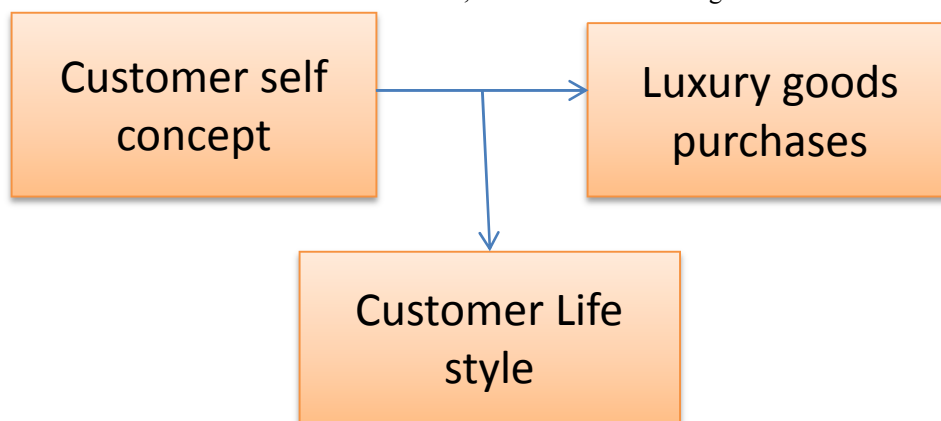 Customer self
concept
Luxury goods
purchases
Customer Life
style